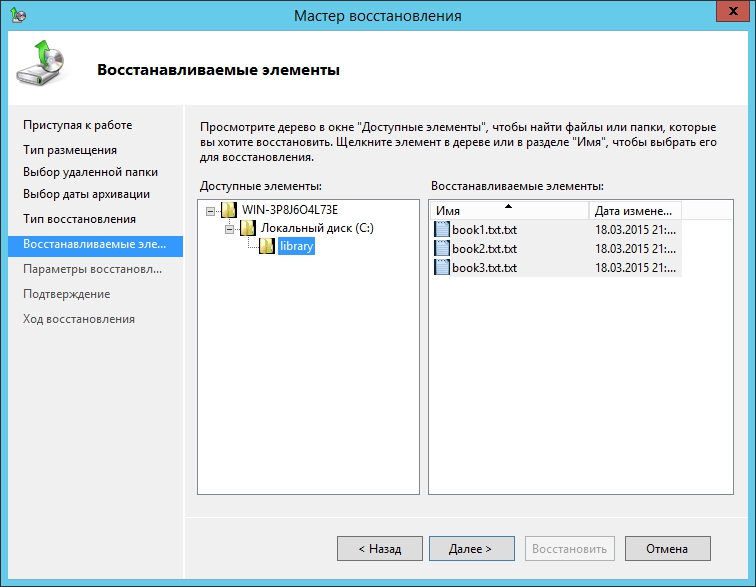 Мастер восстановления
x
Восстанавливаемые элементы
Приступая к работе
Тип размещения
Выбор удаленной папки
Выбор даты архивации
Тип восстановления
Восстанавливаемые эле...
Параметры восстановл...
Подтверждение
Ход восстановления
Просмотрите дерево в окне "Доступные элементы", чтобы найти файлы или папки, которые
вы хотите восстановить. Щелкните элемент в дереве или в разделе "Имя", чтобы выбрать его
для восстановления.
Доступные элементы:
WIN-3P8J6O4L73E
Локальный диск (C:)
library
Восстанавливаемые элементы:
Имя Дата измене...
book1.txt.txt 18.03.2015 21:...
book2.txt.txt 18.03.2015 21:...
book3.txt.txt 18.03.2015 21:...
< Назад Далее > Восстановить Отмена